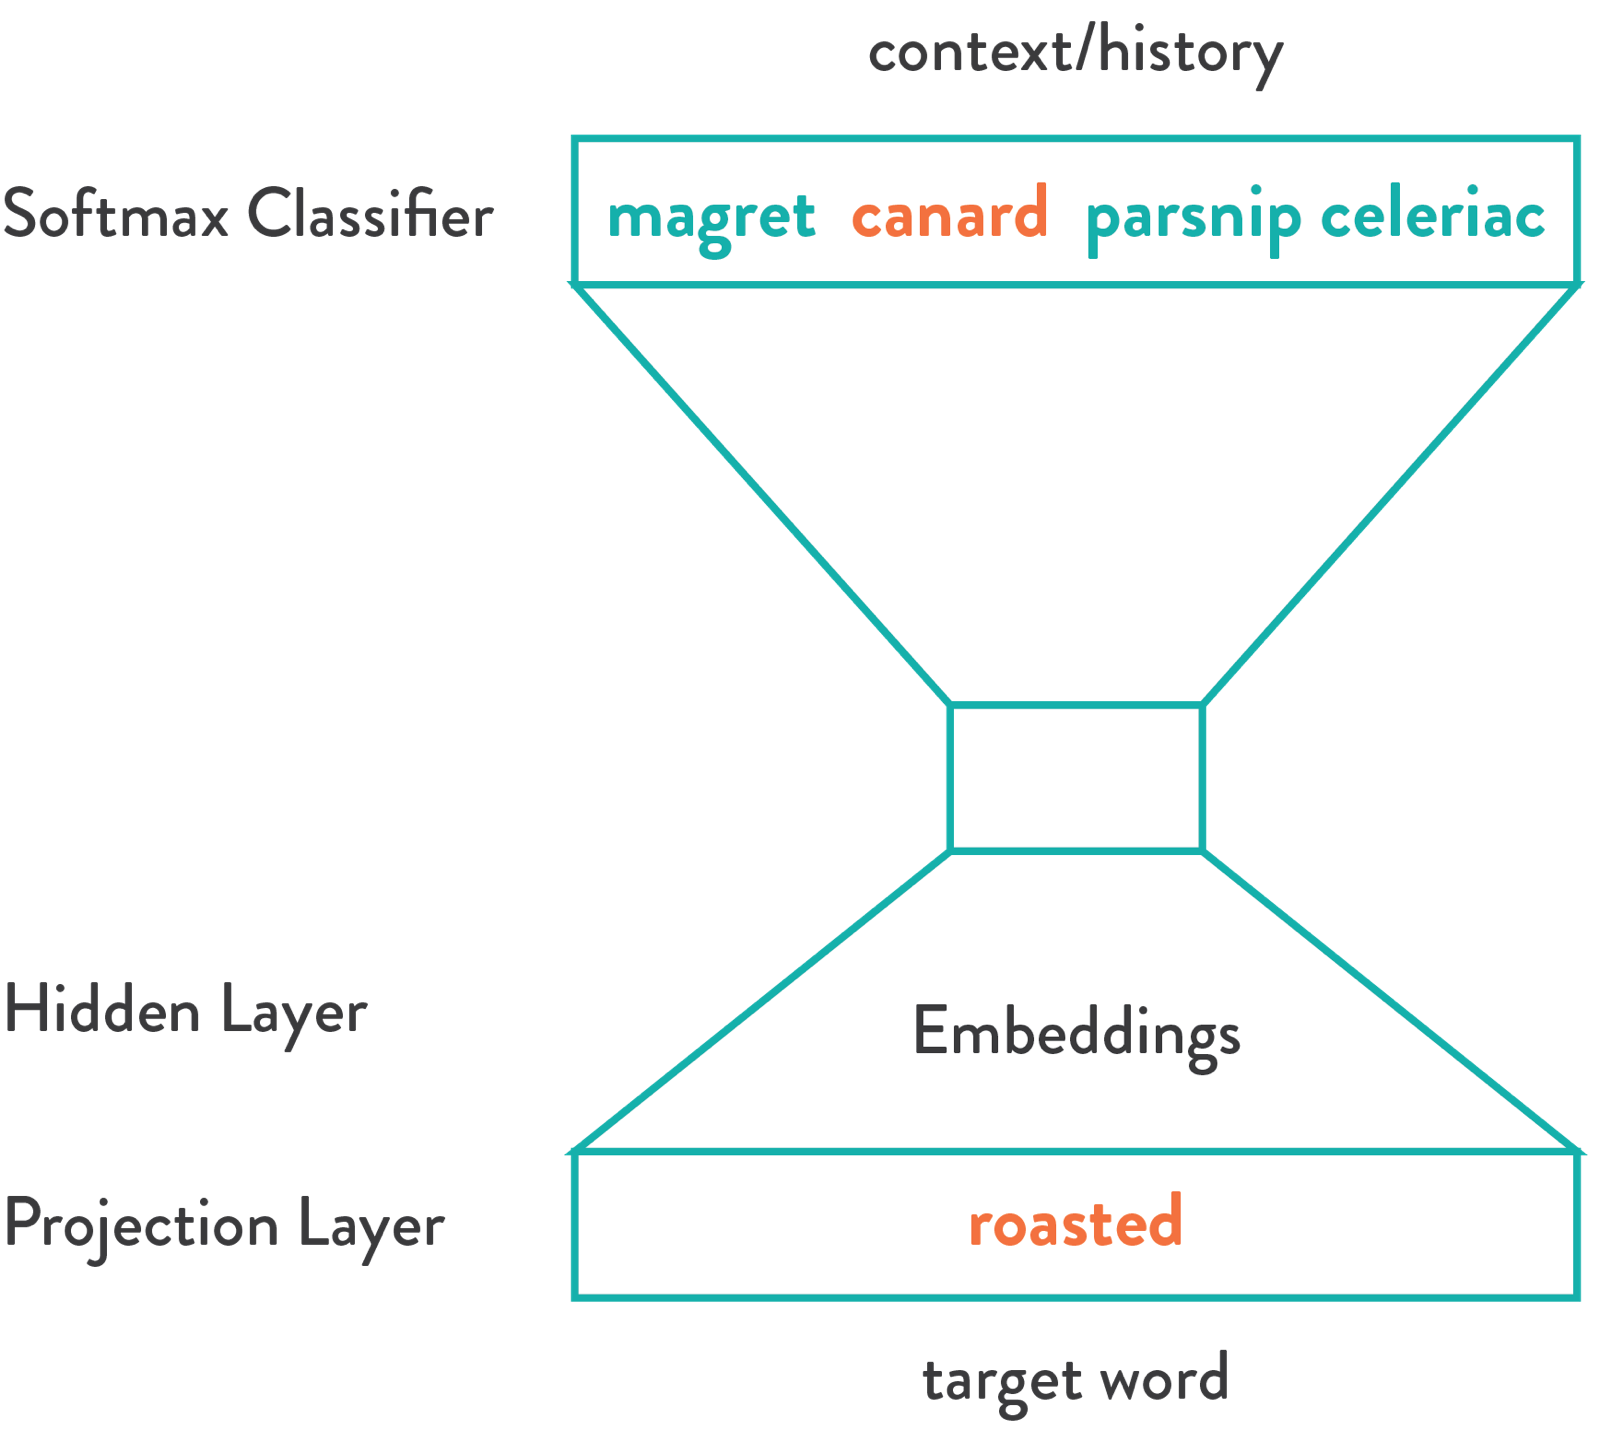 context/history
Softmax Classifier
magret canard parsnip celeriac
Hidden Layer
Embeddings
Projection Layer
roasted
target word